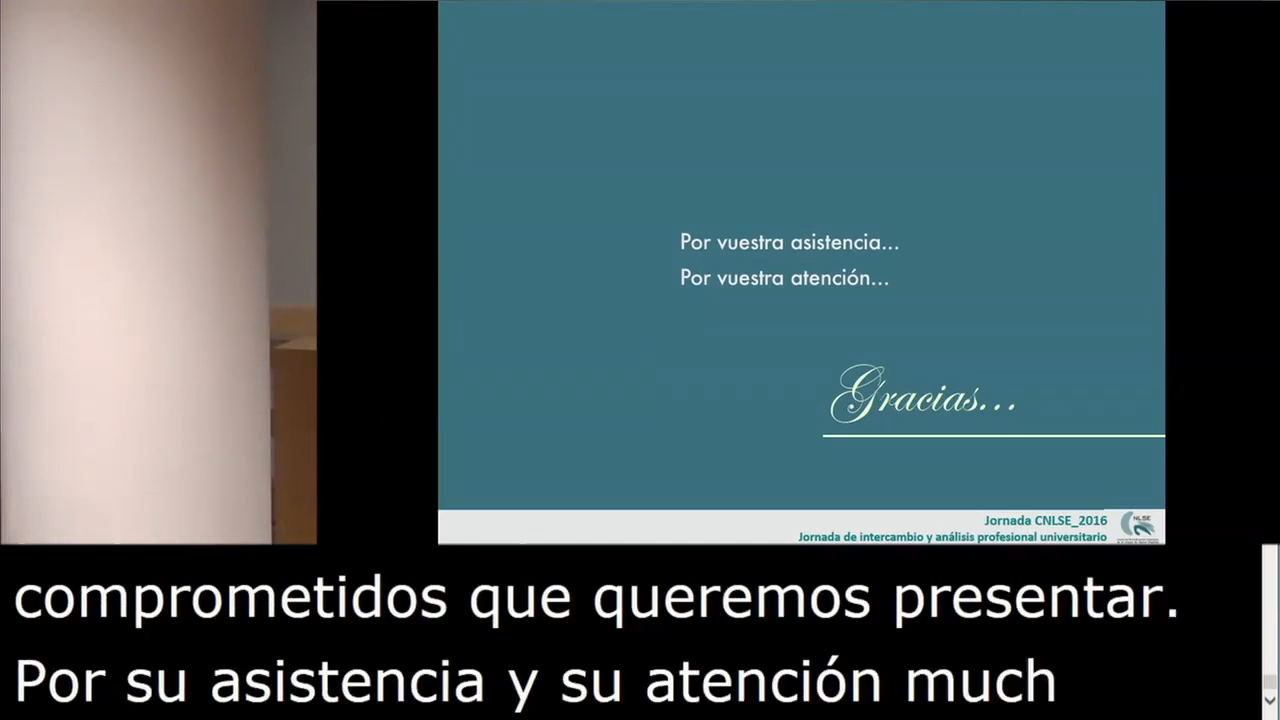 Por vuestra asistencia...
Por vuestra atención...
Gracias...
Jornada CNLSE_2016
Jornada de intercambio y análisis profesional universitario
CNLSE
comprometidos que queremos presentar.
Por su asistencia y su atención much